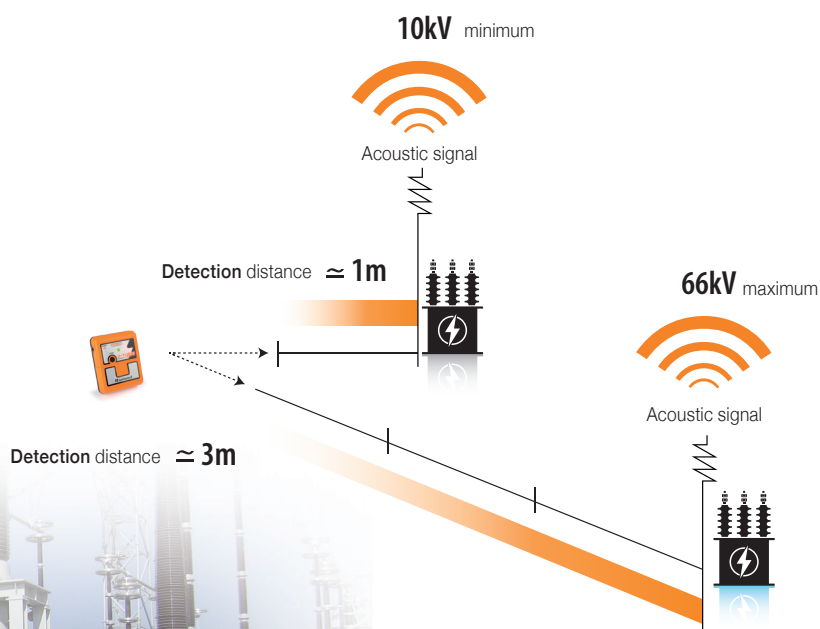 10kV minimum
Acoustic signal
Detection distance ≃ 1m
66kV maximum
Acoustic signal
Detection distance ≃ 3m